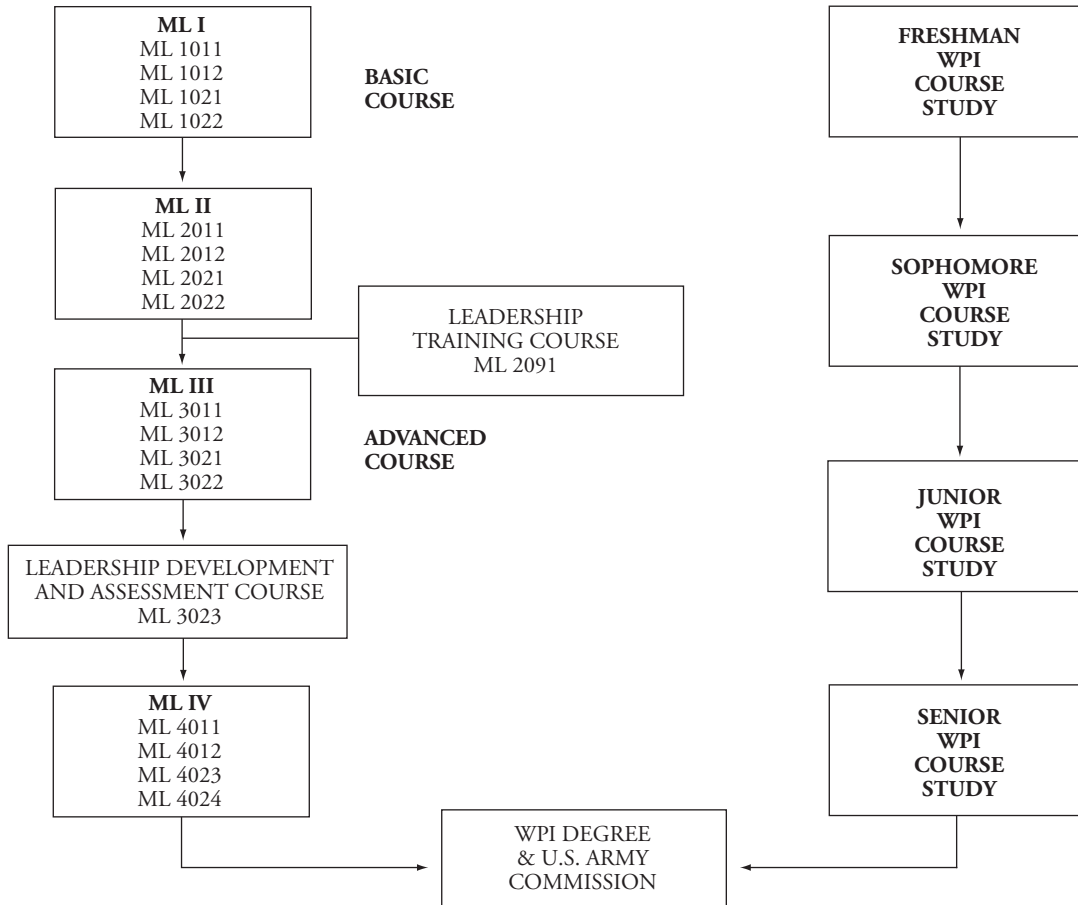 ML I
ML 1011
ML 1012
ML 1021
ML 1022
BASIC
COURSE
FRESHMAN
WPI
COURSE
STUDY
ML II
ML 2011
ML 2012
ML 2021
ML 2022
SOPHOMORE
WPI
COURSE
STUDY
LEADERSHIP
TRAINING COURSE
ML 2091
ML III
ML 3011
ML 3012
ML 3021
ML 3022
ADVANCED
COURSE
JUNIOR
WPI
COURSE
STUDY
LEADERSHIP DEVELOPMENT
AND ASSESSMENT COURSE
ML 3023
ML IV
ML 4011
ML 4012
ML 4023
ML 4024
SENIOR
WPI
COURSE
STUDY
WPI DEGREE
& U.S. ARMY
COMMISSION